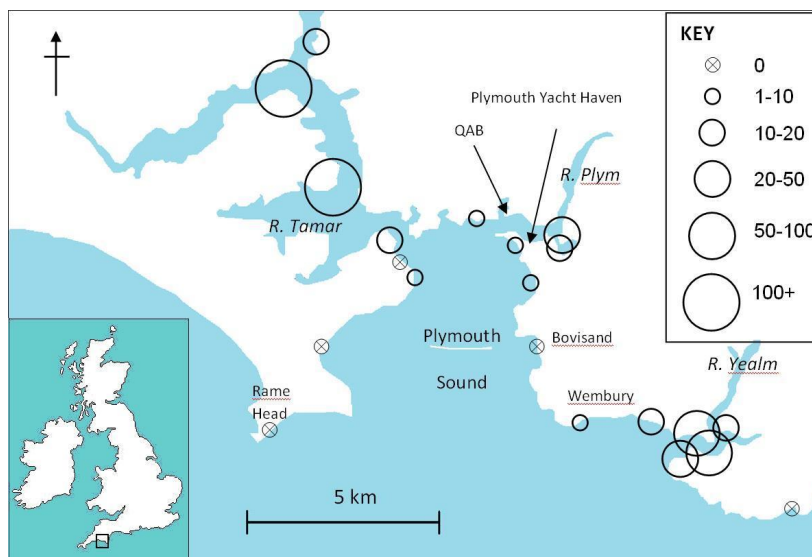 KEY
0
1-10
10-20
20-50
50-100
100+
Plymouth Yacht Haven
QAB
R. Plym
R. Tamar
Plymouth
Sound
Bovisand
R. Yealm
Rame
Head
Wembury
5 km